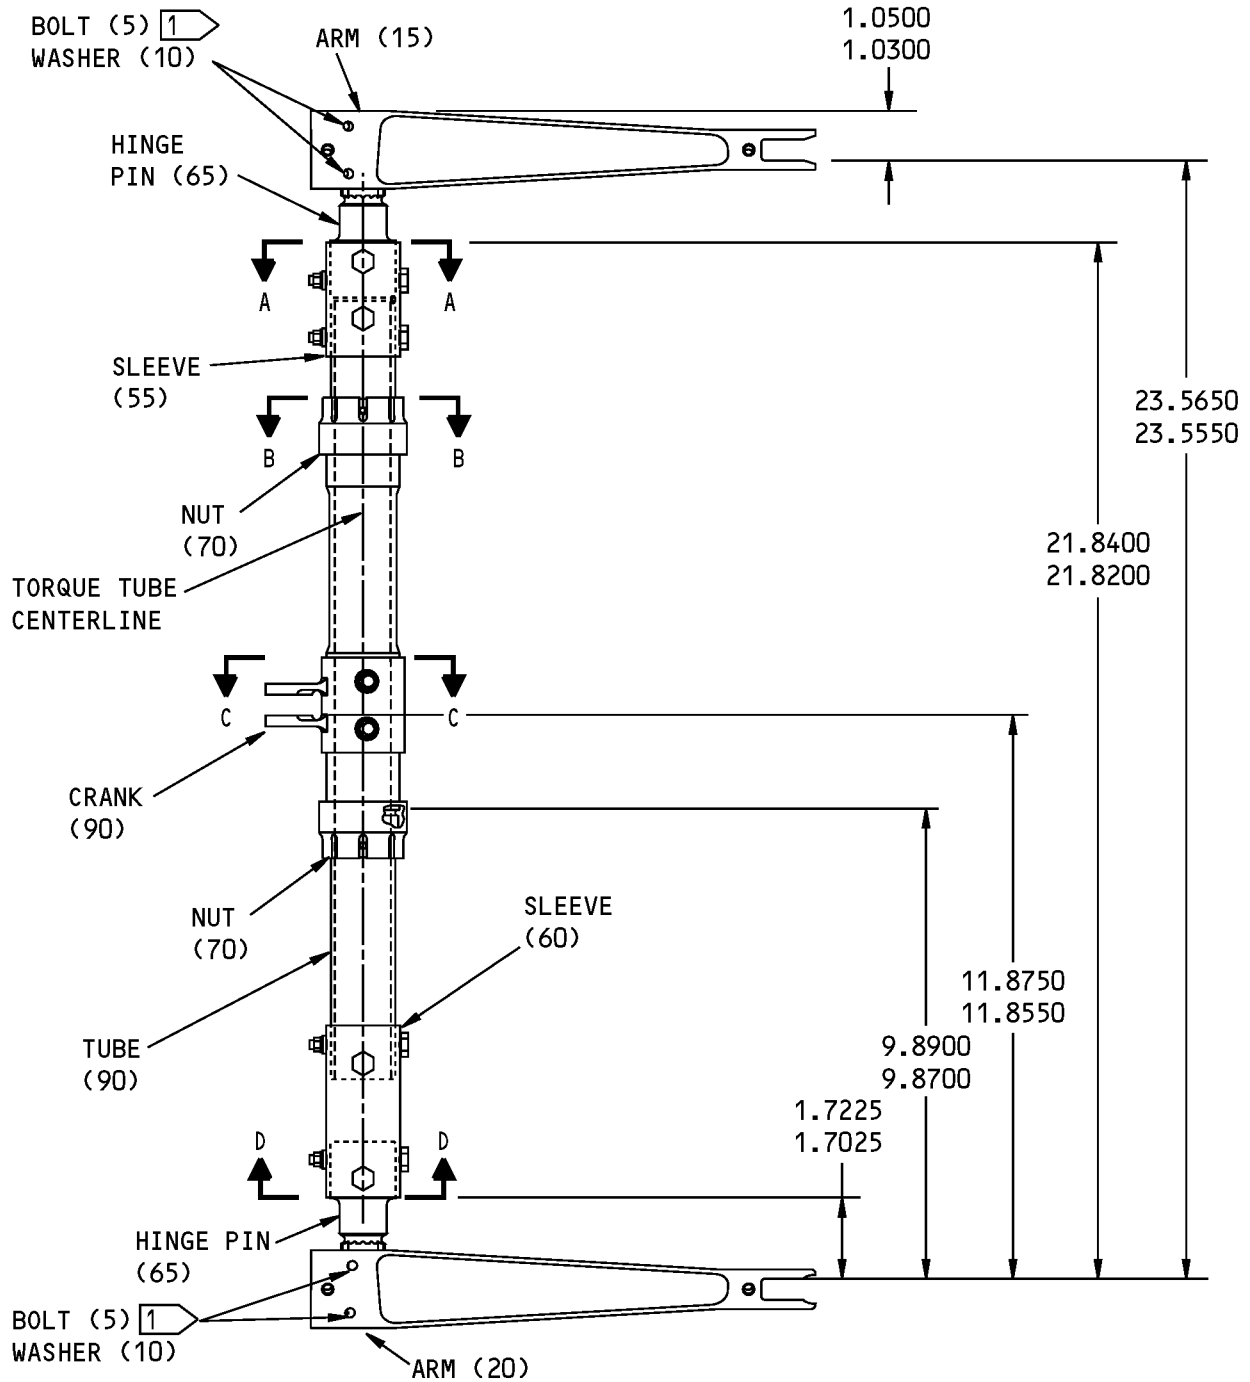 BOLT (5) 1
WASHER (10)
ARM (15)
1.0500
1.0300
HINGE
PIN (65)
A
A
SLEEVE
(55)
23.5650
23.5550
B
B
NUT
(70)
21.8400
21.8200
TORQUE TUBE
CENTERLINE
C
C
CRANK
(90)
NUT
(70)
SLEEVE
(60)
11.8750
11.8550
TUBE
(90)
9.8900
9.8700
1.7225
1.7025
D
D
HINGE PIN
(65)
BOLT (5) 1
WASHER (10)
ARM (20)